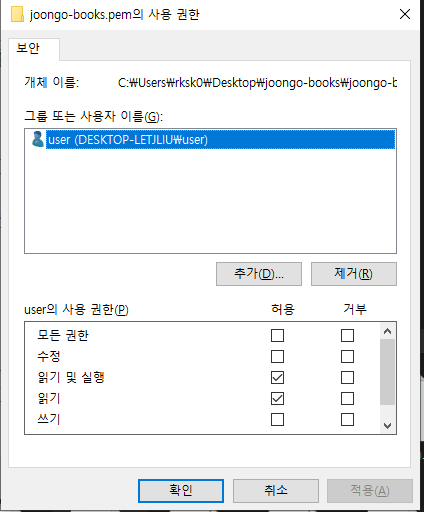 joongo-books.pem의 사용 권한
보안
개체 이름: C:₩Users₩rksk0₩Desktop₩joongo-books₩joongo-b
그룹 또는 사용자 이름(G):
user (DESKTOP-LETJLIU₩user)
추가(D)... 제거(R)
user의 사용 권한(P) 허용 거부
모든 권한
수정
읽기 및 실행
읽기
쓰기
확인 취소 적용(A)